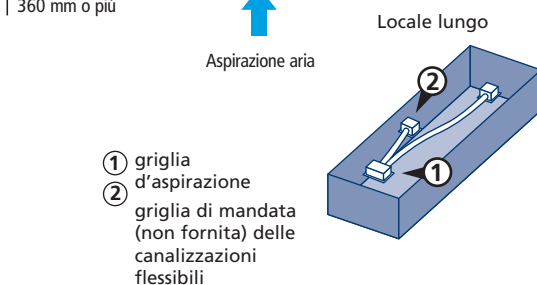 360 mm o più
Aspirazione aria
Locale lungo
2
1
1 griglia
d'aspirazione
2
griglia di mandata
(non fornita) delle
canalizzazioni
flessibili